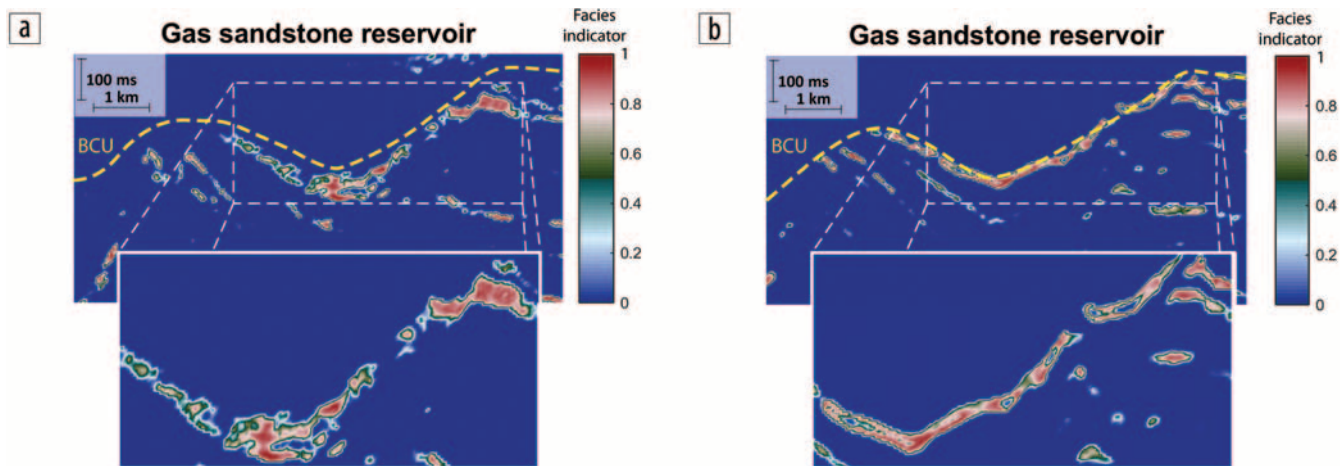 a
Gas sandstone reservoir
Facies
indicator
100 ms
1 km
BCU
1
0.8
0.6
0.4
0.2
0
b
Gas sandstone reservoir
Facies
indicator
100 ms
1 km
BCU
1
0.8
0.6
0.4
0.2
0